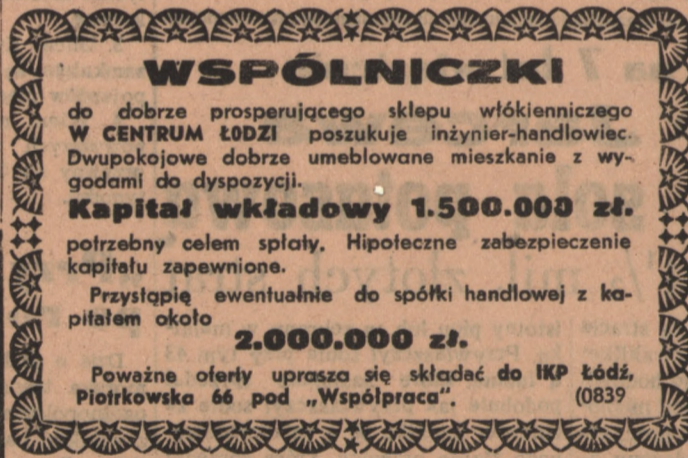 WSPÓLNICZKI
do dobrze prosperującego sklepu włókienniczego
W CENTRUM ŁODZI poszukuje inżynier-handlowiec.
Dwupokojowe dobrze umeblowane mieszkanie z wy-
godami do dyspozycji.
Kapitał wkładowy 1.500.000 zł.
potrzebny celem spłaty. Hipoteczne zabezpieczenie
kapitału zapewnione.
Przystąpię ewentualnie do spółki handlowej z ka-
pitałem około
2.000.000 zł.
Poważne oferty uprasza się składać do IKP Łódź,
Piotrkowska 66 pod „Współpraca". (0839